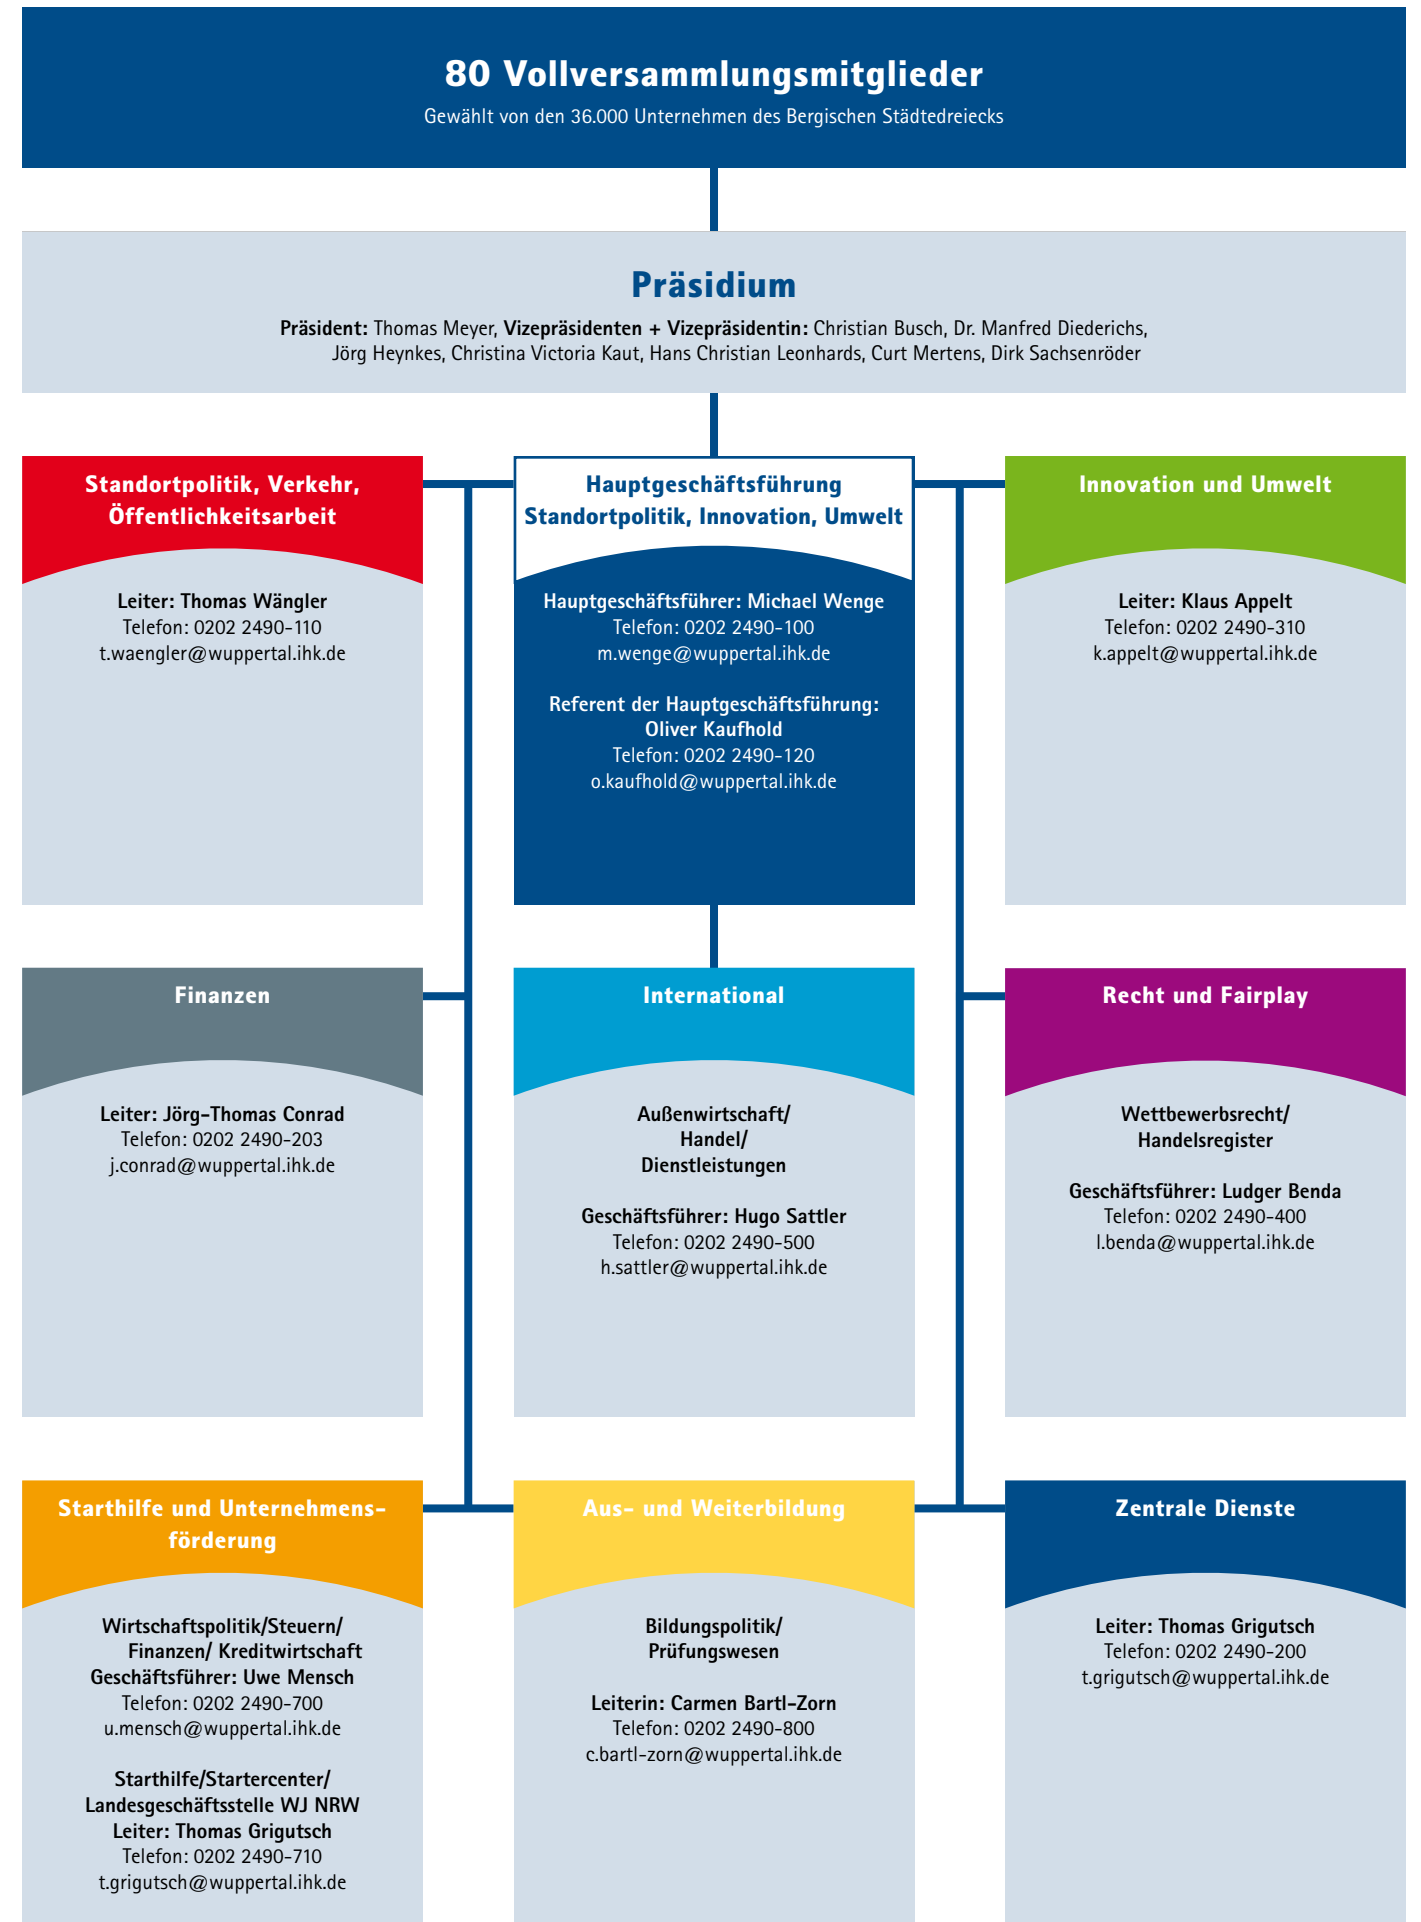 80 Vollversammlungsmitglieder
Gewählt von den 36.000 Unternehmen des Bergischen Städtedreiecks
Präsidium
Präsident: Thomas Meyer, Vizepräsidenten + Vizepräsidentin: Christian Busch, Dr. Manfred Diederichs,
Jörg Heynkes, Christina Victoria Kaut, Hans Christian Leonhards, Curt Mertens, Dirk Sachsenröder
Standortpolitik, Verkehr,
Öffentlichkeitsarbeit
Leiter: Thomas Wängler
Telefon: 0202 2490-110
t.waengler@wuppertal.ihk.de
Hauptgeschäftsführung
Standortpolitik, Innovation, Umwelt
Hauptgeschäftsführer: Michael Wenge
Telefon: 0202 2490-100
m.wenge@wuppertal.ihk.de
Referent der Hauptgeschäftsführung:
Oliver Kaufhold
Telefon: 0202 2490-120
o.kaufhold@wuppertal.ihk.de
Innovation und Umwelt
Leiter: Klaus Appelt
Telefon: 0202 2490-310
k.appelt@wuppertal.ihk.de
Finanzen
Leiter: Jörg-Thomas Conrad
Telefon: 0202 2490-203
j.conrad@wuppertal.ihk.de
International
Außenwirtschaft/
Handel/
Dienstleistungen
Geschäftsführer: Hugo Sattler
Telefon: 0202 2490-500
h.sattler@wuppertal.ihk.de
Recht und Fairplay
Wettbewerbsrecht/
Handelsregister
Geschäftsführer: Ludger Benda
Telefon: 0202 2490-400
l.benda@wuppertal.ihk.de
Starthilfe und Unternehmens-
förderung
Wirtschaftspolitik/Steuern/
Finanzen/ Kreditwirtschaft
Geschäftsführer: Uwe Mensch
Telefon: 0202 2490-700
u.mensch@wuppertal.ihk.de
Starthilfe/Startercenter/
Landesgeschäftsstelle WJ NRW
Leiter: Thomas Grigutsch
Telefon: 0202 2490-710
t.grigutsch@wuppertal.ihk.de
Aus- und Weiterbildung
Bildungspolitik/
Prüfungswesen
Leiterin: Carmen Bartl-Zorn
Telefon: 0202 2490-800
c.bartl-zorn@wuppertal.ihk.de
Zentrale Dienste
Leiter: Thomas Grigutsch
Telefon: 0202 2490-200
t.grigutsch@wuppertal.ihk.de